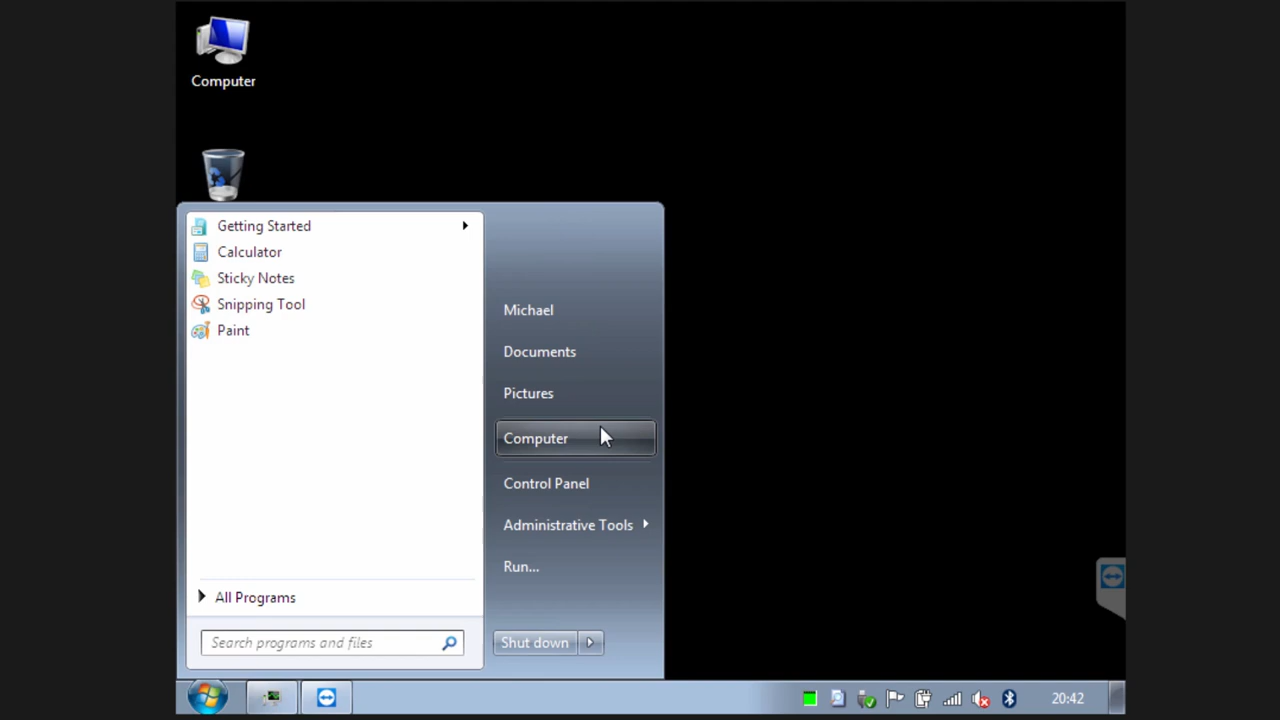 Computer
Getting Started
Calculator
Sticky Notes
Snipping Tool
Paint
All Programs
Search programs and files
Michael
Documents
Pictures
Computer
Control Panel
Administrative Tools
Run...
Shut down
20:42